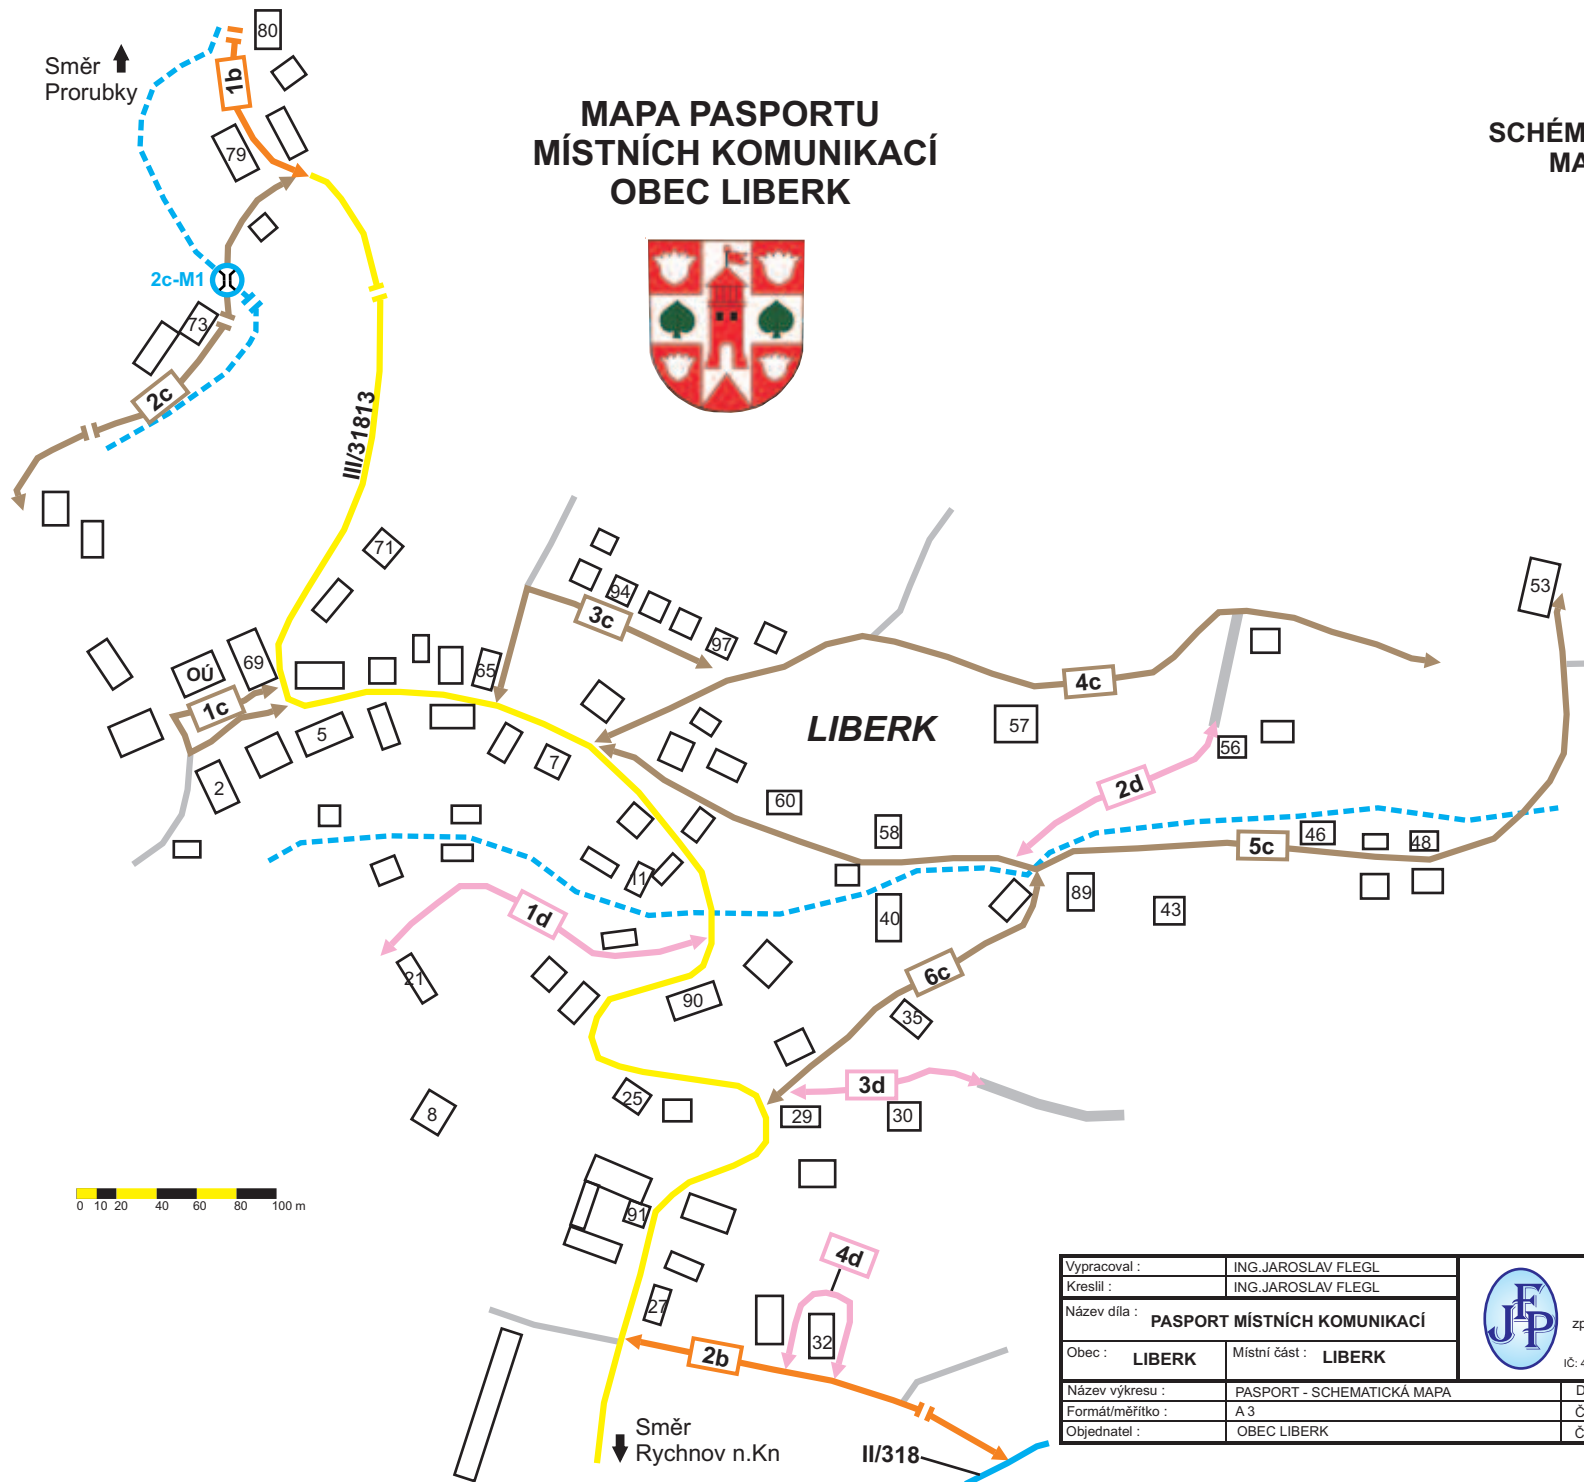 80
Směr
Prorubky
1b
MAPA PASPORTU
MÍSTNÍCH KOMUNIKACÍ
OBEC LIBERK
SCHÉM
MA
79
2c-M1
73
2c
III/31813
71
94
3c
97
53
OÚ
69
65
1c
4c
LIBERK
57
5
7
2
56
2d
60
58
46
48
5c
11
89
43
1d
40
21
6c
90
35
3d
25
8
29
30
0 10 20 40 60 80 100 m
91
4d
27
32
2b
Směr
Rychnov n.Kn
II/318
Vypracoval : ING.JAROSLAV FLEGL
Kreslil : ING.JAROSLAV FLEGL
Název díla : PASPORT MÍSTNÍCH KOMUNIKACÍ
Obec : LIBERK Místní část : LIBERK
JFP
zp
IČ: 4
Název výkresu : PASPORT - SCHEMATICKÁ MAPA D
Formát/měřítko : A 3 Č
Objednatel : OBEC LIBERK Č